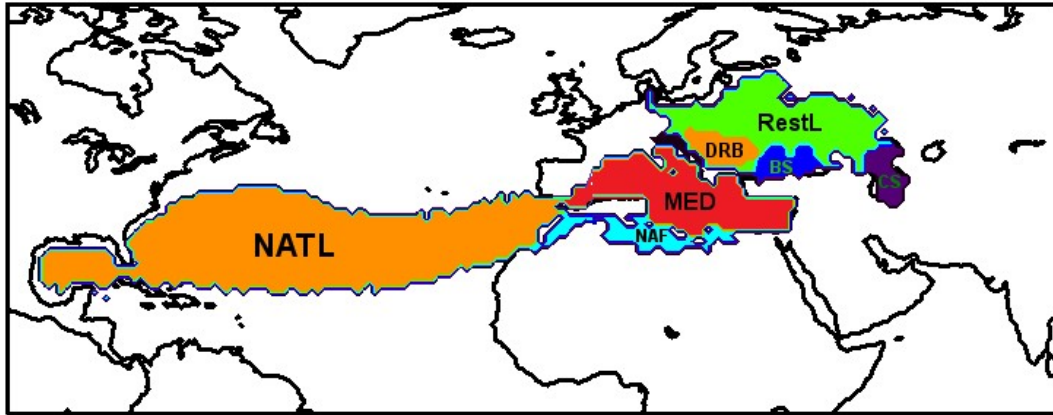 RestL
DRB
BS
CS
MED
NAF
NATL